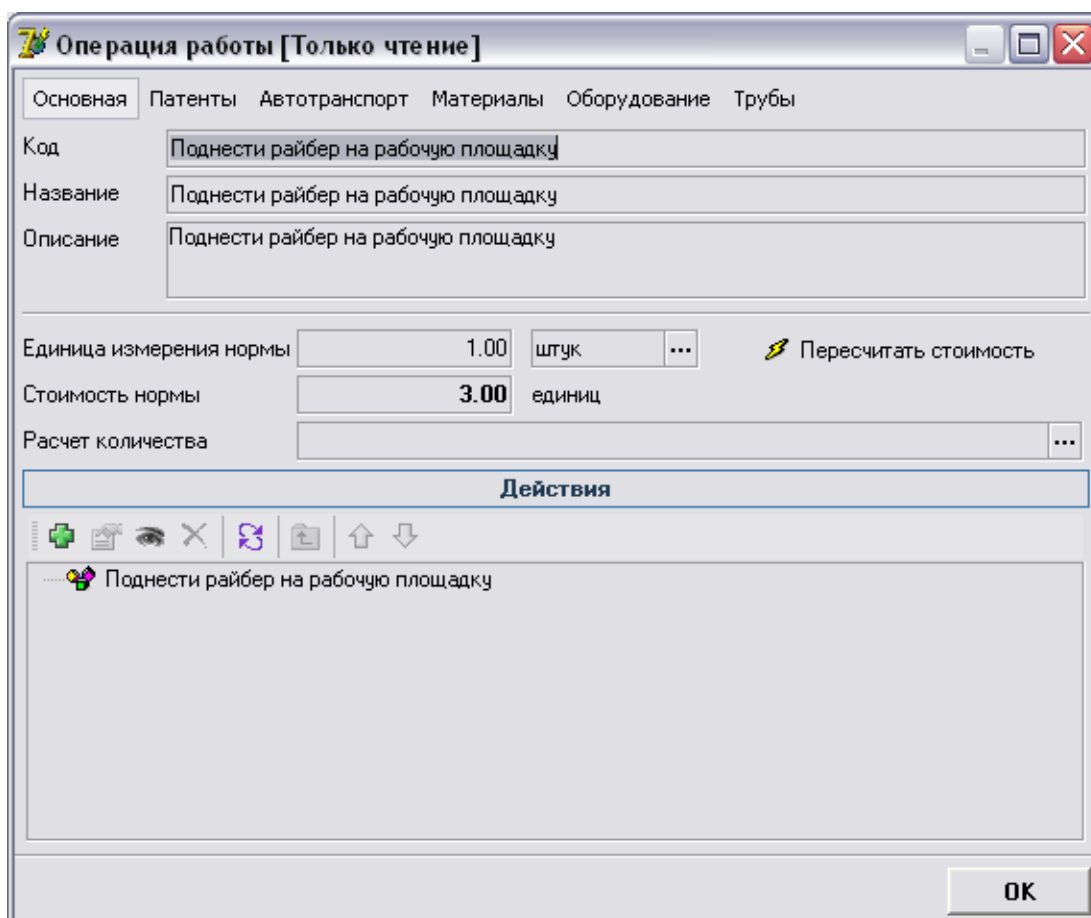 Операция работы [Только чтение]
Основная Патенты Автотранспорт Материалы Оборудование Трубы
Код Поднести райбер на рабочую площадку
Название Поднести райбер на рабочую площадку
Описание Поднести райбер на рабочую площадку
Единица измерения нормы 1.00 штук ... Пересчитать стоимость
Стоимость нормы 3.00 единиц
Расчет количества ...
Действия
Поднести райбер на рабочую площадку
OK